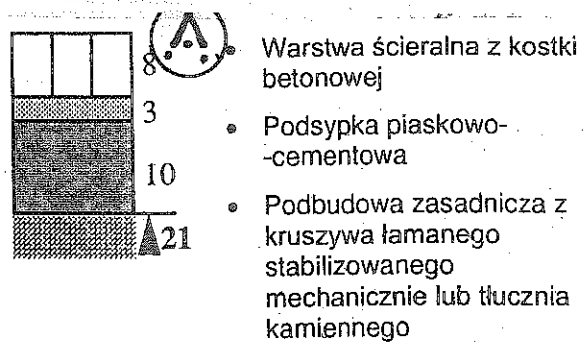 8
3
10
21
• Warstwa ścieralna z kostki
betonowej
• Podsypka piaskowo-
-cementowa
• Podbudowa zasadnicza z
kruszywa łamanego
stabilizowanego
mechanicznie lub tłucznia
kamiennego